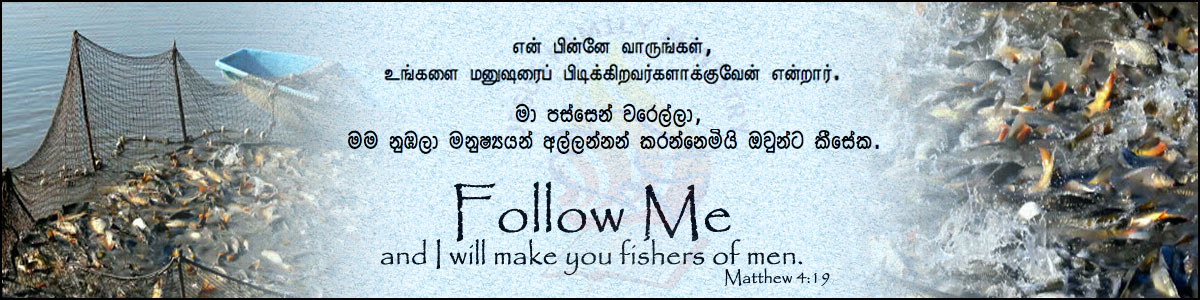 என் பின்னே வாருங்கள்,
உங்களை மனுஷரைப் பிடிக்கிறவர்களாக்குவேன் என்றார்.
මා පස්සෙන් වරෙල්ලා,
මම නුඹලා මනුෂ්‍යයන් අල්ලන්නන් කරන්නෙමියි ඔවුන්ට කීසේක.
Follow Me
and I will make you fishers of men.
Matthew 4:19